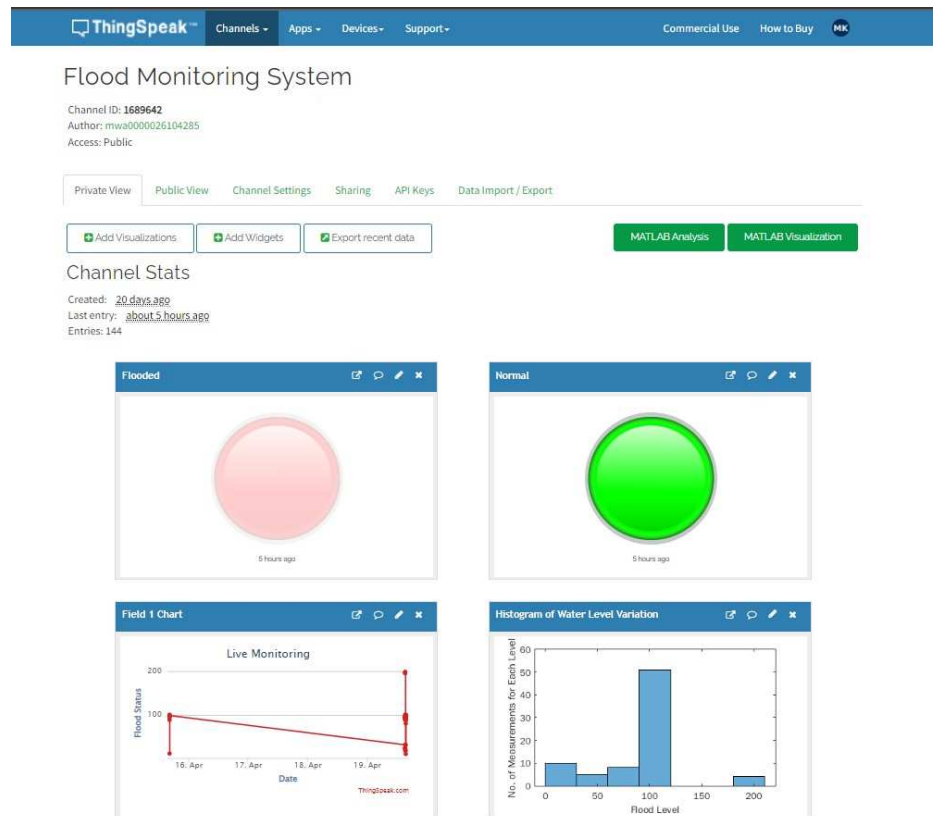 ThingSpeak™ Channels Apps Devices Support Commercial Use How to Buy MK
Flood Monitoring System
Channel ID: 1689642
Author: mwa0000026104285
Access: Public
Private View Public View Channel Settings Sharing API Keys Data Import / Export
Add Visualizations Add Widgets Export recent data MATLAB Analysis MATLAB Visualization
Channel Stats
Created: 20 days ago
Last entry: about 5 hours ago
Entries: 144
Flooded
5 hours ago
Normal
5 hours ago
Field 1 Chart
Live Monitoring
Flood Status
200
100
16. Apr 17. Apr 18. Apr 19. Apr
Date
ThingSpeak.com
Histogram of Water Level Variation
No. of Measurements for Each Level
60
50
40
30
20
10
0
0 50 100 150 200
Flood Level